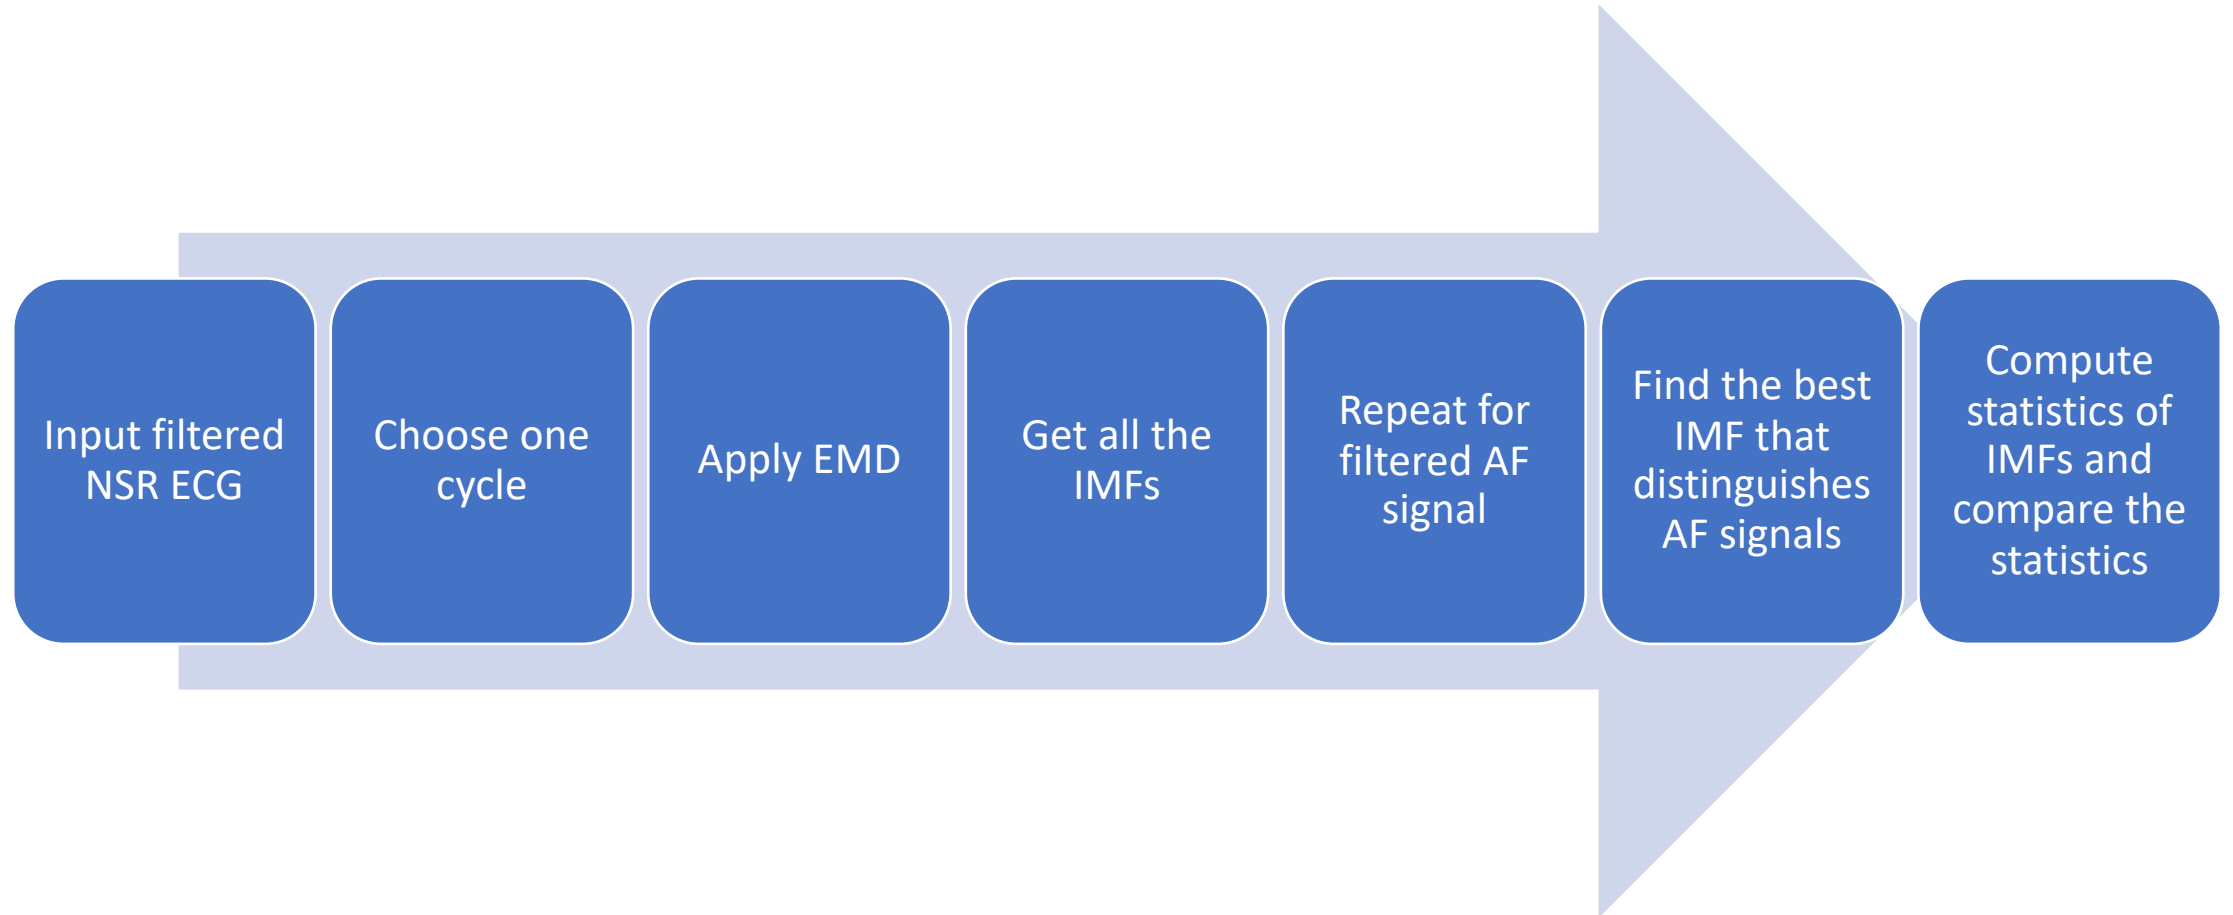 Input filtered
NSR ECG
Choose one
cycle
Apply EMD
Get all the
IMFs
Repeat for
filtered AF
signal
Find the best
IMF that
distinguishes
AF signals
Compute
statistics of
IMFs and
compare the
statistics